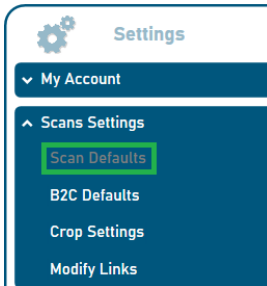 Settings
My Account
Scans Settings
Scan Defaults
B2C Defaults
Crop Settings
Modify Links